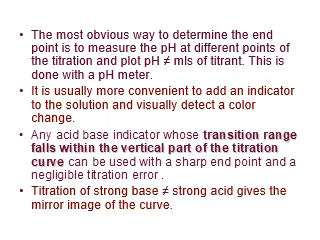 • The most obvious way to determine the end
point is to measure the pH at different points of
the titration and plot pH ≠ mls of titrant. This is
done with a pH meter.
• It is usually more convenient to add an indicator
to the solution and visually detect a color
change.
• Any acid base indicator whose transition range
falls within the vertical part of the titration
curve can be used with a sharp end point and a
negligible titration error .
• Titration of strong base ≠ strong acid gives the
mirror image of the curve.